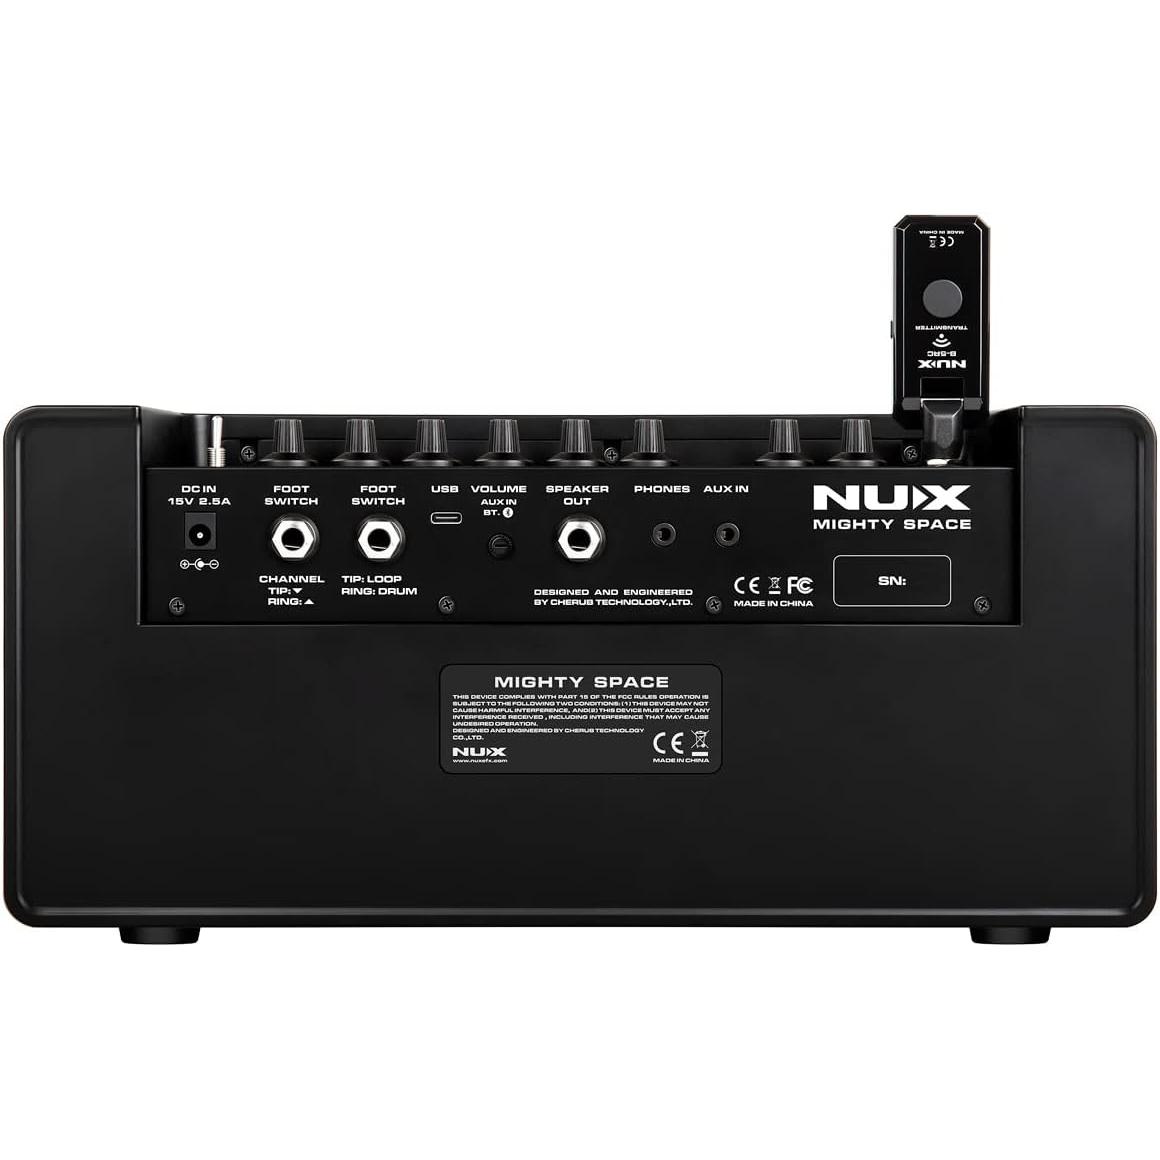 MADE IN CHINA
CE
TRANSMITTER
B-5RC
NUX
DC IN
15V 2.5A
FOOT
SWITCH
CHANNEL
TIP:▼
RING:▲
FOOT
SWITCH
TIP: LOOP
RING: DRUM
USB
VOLUME
AUX IN
BT.
SPEAKER
OUT
PHONES
AUX IN
DESIGNED AND ENGINEERED
BY CHERUB TECHNOLOGY.,LTD.
CE FC
MADE IN CHINA
NUX
MIGHTY SPACE
SN:
MIGHTY SPACE
THIS DEVICE COMPLIES WITH PART 15 OF THE FCC RULES OPERATION IS
SUBJECT TO THE FOLLOWING TWO CONDITIONS: (1) THIS DEVICE MAY NOT
CAUSE HARMFUL INTERFERENCE, AND(2) THIS DEVICE MUST ACCEPT ANY
INTERFERENCE RECEIVED , INCLUDING INTERFERENCE THAT MAY CAUSE
UNDESIRED OPERATION.
DESIGNED AND ENGINEERED BY CHERUB TECHNOLOGY
CO.,LTD.
NUX
www.nuxefx.com
CE
MADE IN CHINA